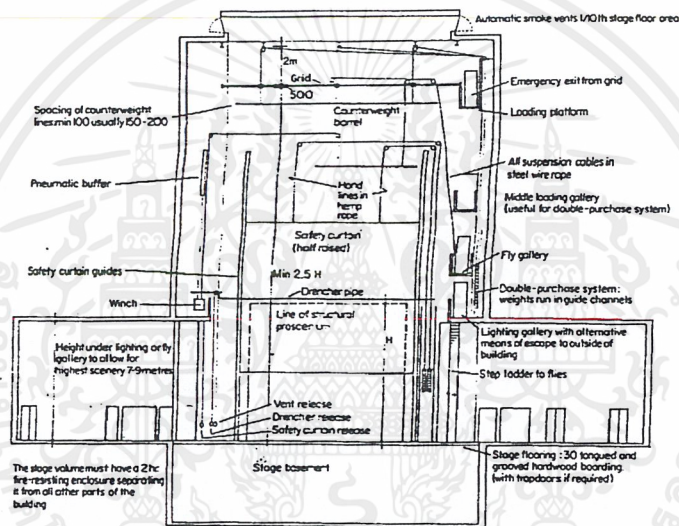 Automatic smoke vents 1/10th stage floor area
2m
Grid
500
Emergency exit from grid
Spacing of counterweight
lines: min 100 usually 150-200
Counterweight
barrel
Loading platform
All suspension cables in
steel wire rope
Pneumatic buffer
Hand
lines in
hemp
rope
Middle loading gallery
(useful for double-purchase system)
Safety curtain
(half raised)
Fly gallery
Safety curtain guides
Min 2.5 H
Drencher pipe
Double-purchase system:
weights run in guide channels
Winch
Line of structural
Height under lighting or fly
gallery to allow for
highest scenery 7-9 metres
H
Lighting gallery with alternative
means of escape to outside of
building
Step ladder to flies
Vent release
Drencher release
Safety curtain release
The stage volume must have a 2hr
fire-resisting enclosure separating
it from all other parts of the
building
Stage basement
Stage flooring: 30 tongued and
grooved hardwood boarding
(with trapdoors if required)